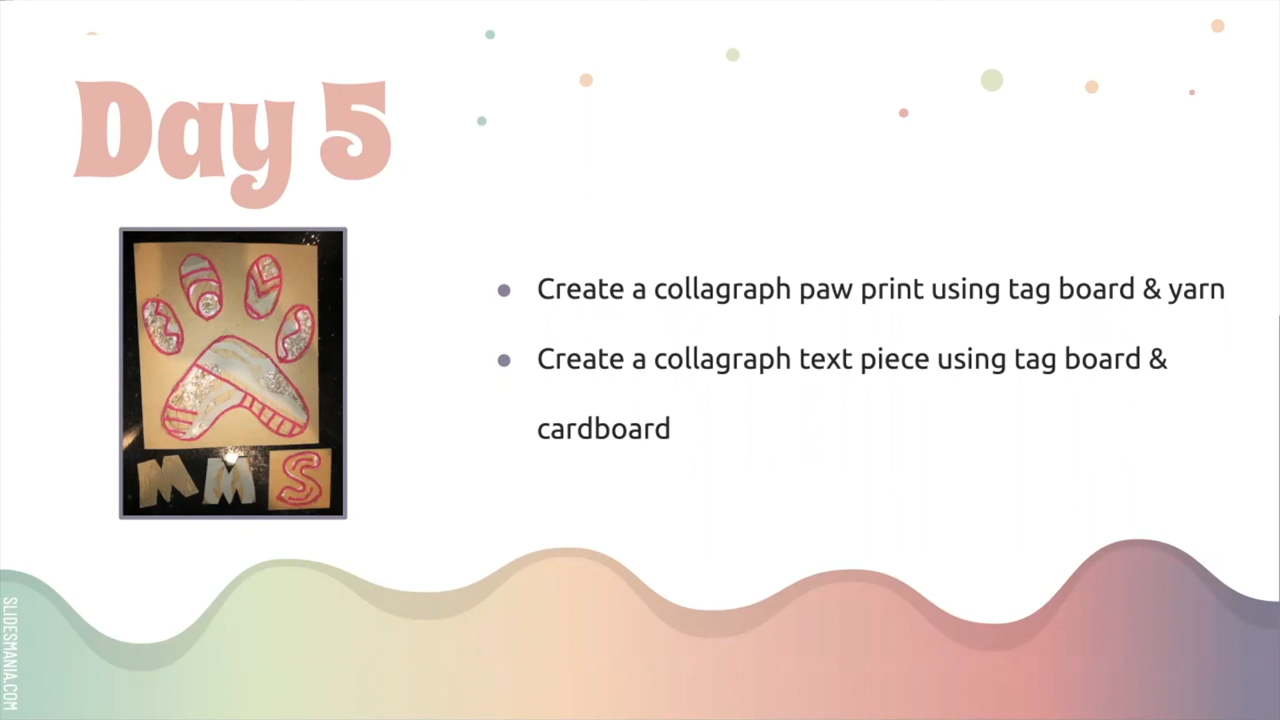 Day 5
Create a collagraph paw print using tag board & yarn
Create a collagraph text piece using tag board &
cardboard
M M S
SLIDESMANIA.COM